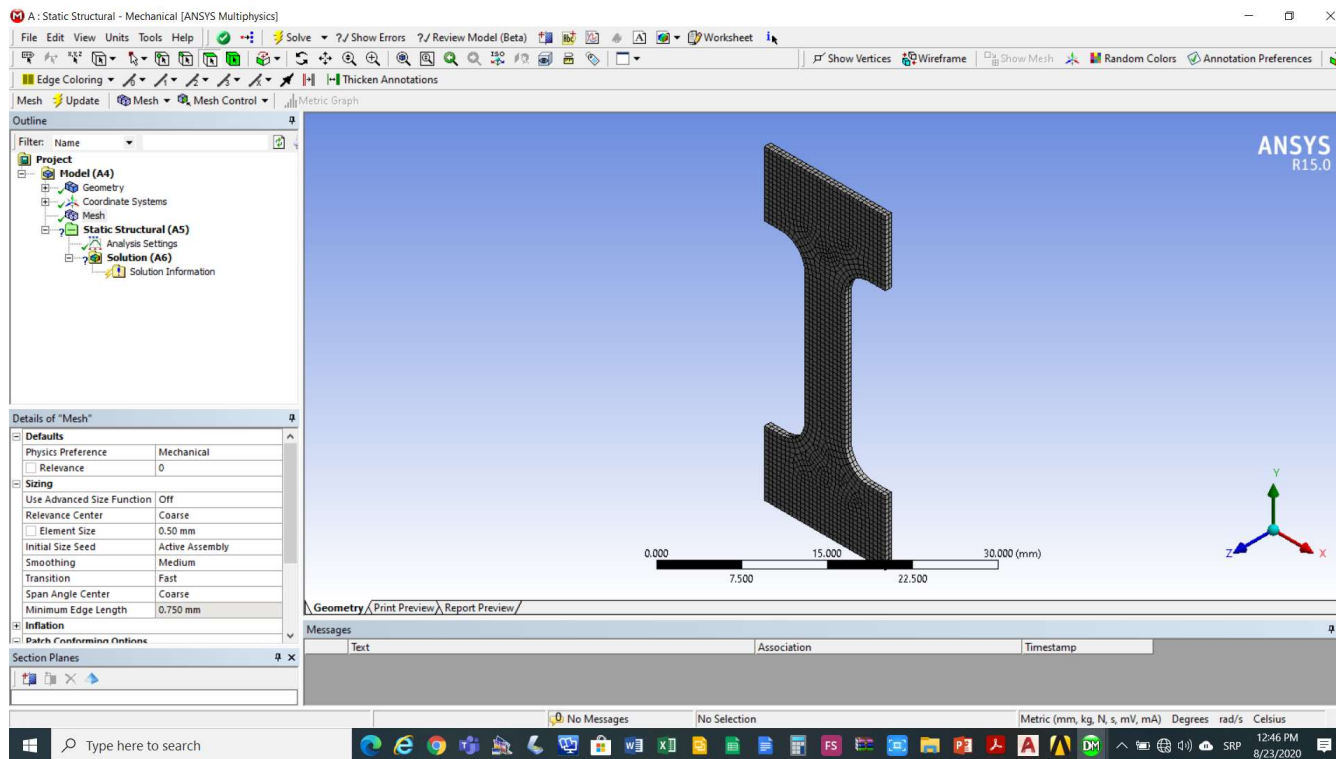 A : Static Structural - Mechanical [ANSYS Multiphysics]
File Edit View Units Tools Help Solve ?/ Show Errors ?/ Review Model (Beta) A Worksheet
Show Vertices Wireframe Show Mesh Random Colors Annotation Preferences
Edge Coloring Thicken Annotations
Mesh Update Mesh Mesh Control Metric Graph
Outline
Filter: Name
Project
Model (A4)
Geometry
Coordinate Systems
Mesh
Static Structural (A5)
Analysis Settings
Solution (A6)
Solution Information
Details of "Mesh"
Defaults
Physics Preference Mechanical
Relevance 0
Sizing
Use Advanced Size Function Off
Relevance Center Coarse
Element Size 0.50 mm
Initial Size Seed Active Assembly
Smoothing Medium
Transition Fast
Span Angle Center Coarse
Minimum Edge Length 0.750 mm
Inflation
Patch Conforming Options
Section Planes
ANSYS
R15.0
Y
Z X
0.000 15.000 30.000 (mm)
7.500 22.500
Geometry Print Preview Report Preview
Messages
Text Association Timestamp
0 No Messages No Selection Metric (mm, kg, N, s, mV, mA) Degrees rad/s Celsius
Type here to search
FS
DM
SRP
12:46 PM
8/23/2020